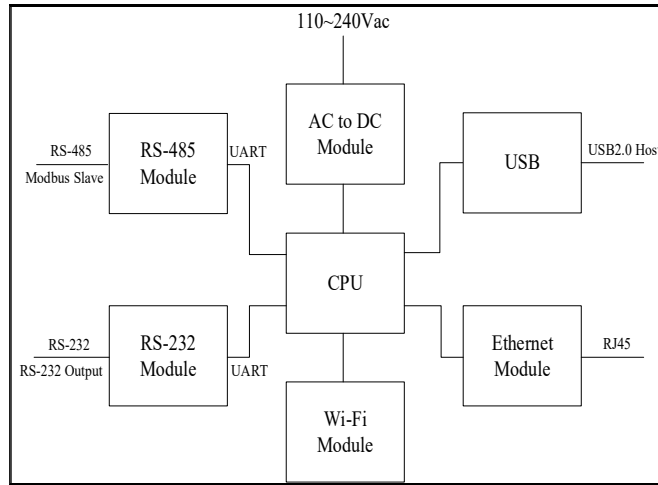 110~240Vac
AC to DC
Module
RS-485
Modbus Slave
RS-485
Module
UART
USB
USB2.0 Host
CPU
RS-232
RS-232 Output
RS-232
Module
UART
Ethernet
Module
RJ45
Wi-Fi
Module